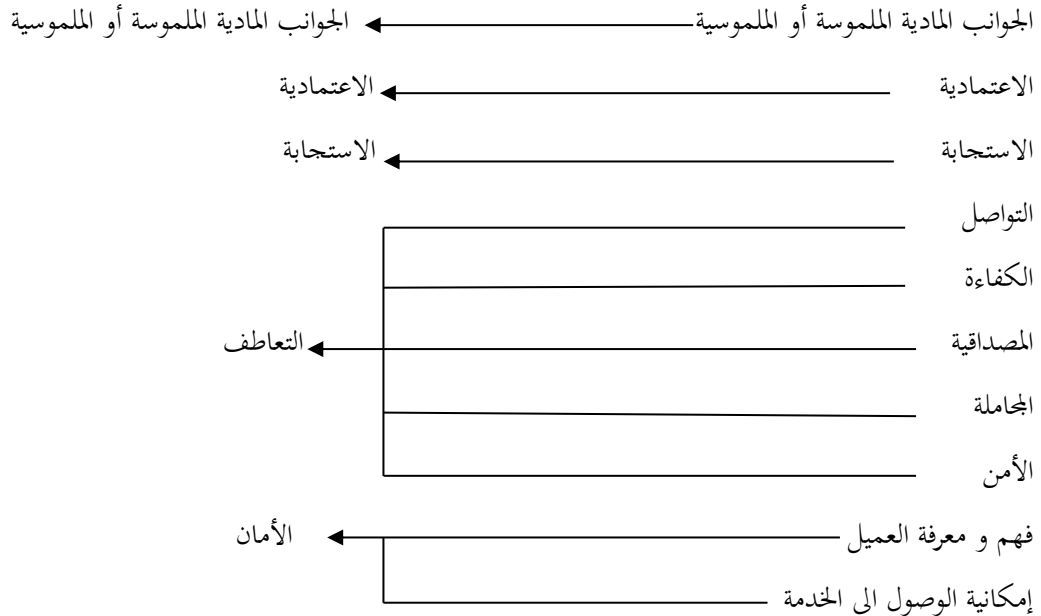 الجوانب المادية الملموسة أو الملموسية الجوانب المادية الملموسة أو الملموسية
الاعتمادية الاعتمادية
الاستجابة الاستجابة
التواصل
الكفاءة
المصداقية التعاطف
المجاملة
الأمن
فهم و معرفة العميل الأمان
إمكانية الوصول الى الخدمة